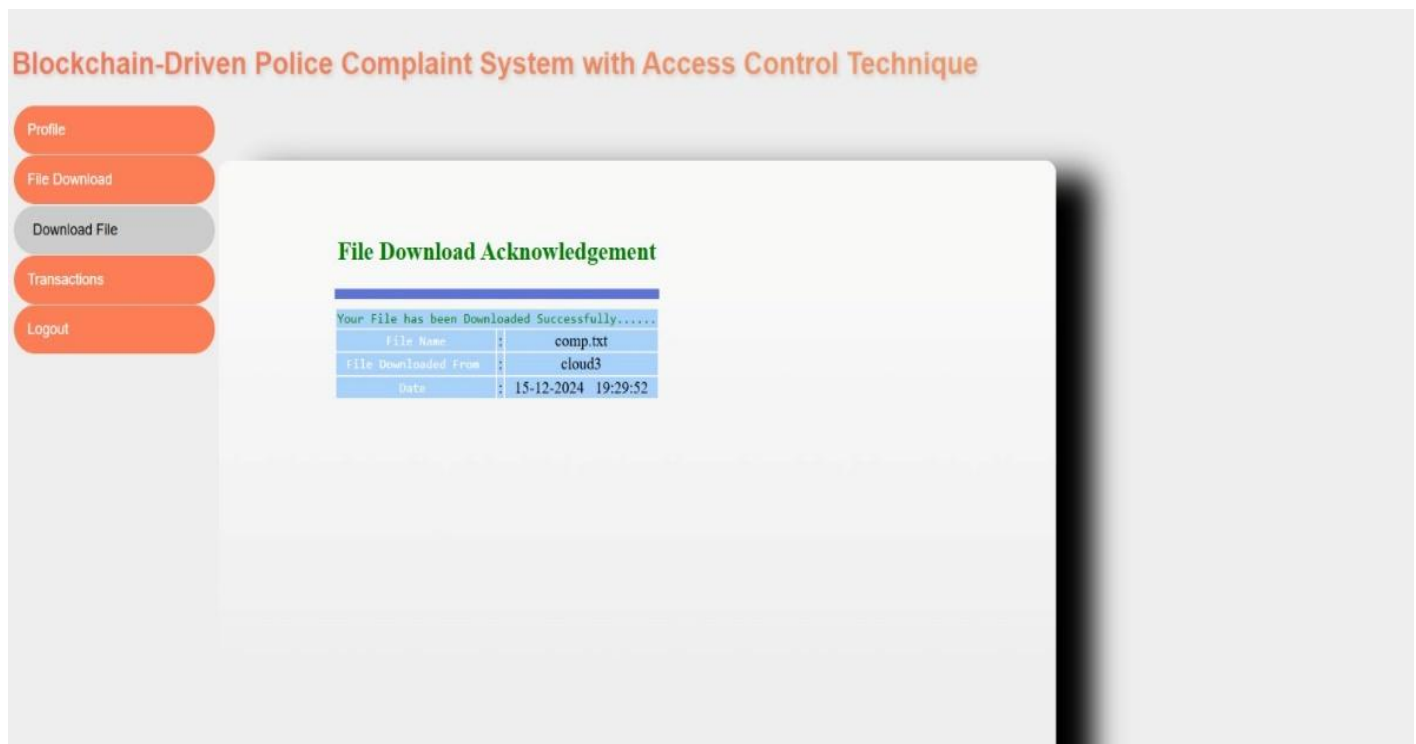 Blockchain-Driven Police Complaint System with Access Control Technique
Profile
File Download
Download File
Transactions
Logout
File Download Acknowledgement
Your File has been Downloaded Successfully......
File Name : comp.txt
File Downloaded From : cloud3
Date : 15-12-2024 19:29:52